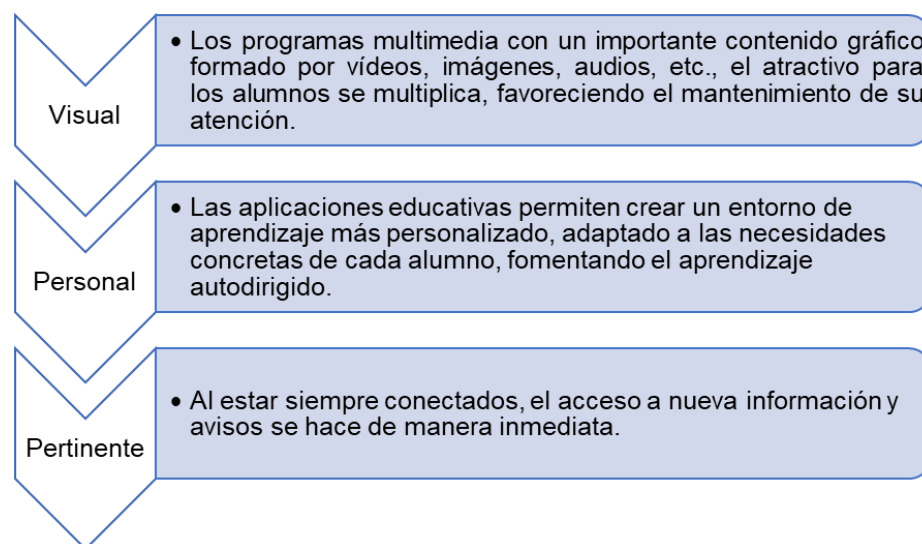 Visual
• Los programas multimedia con un importante contenido gráfico
formado por vídeos, imágenes, audios, etc., el atractivo para
los alumnos se multiplica, favoreciendo el mantenimiento de su
atención.
Personal
• Las aplicaciones educativas permiten crear un entorno de
aprendizaje más personalizado, adaptado a las necesidades
concretas de cada alumno, fomentando el aprendizaje
autodirigido.
Pertinente
• Al estar siempre conectados, el acceso a nueva información y
avisos se hace de manera inmediata.